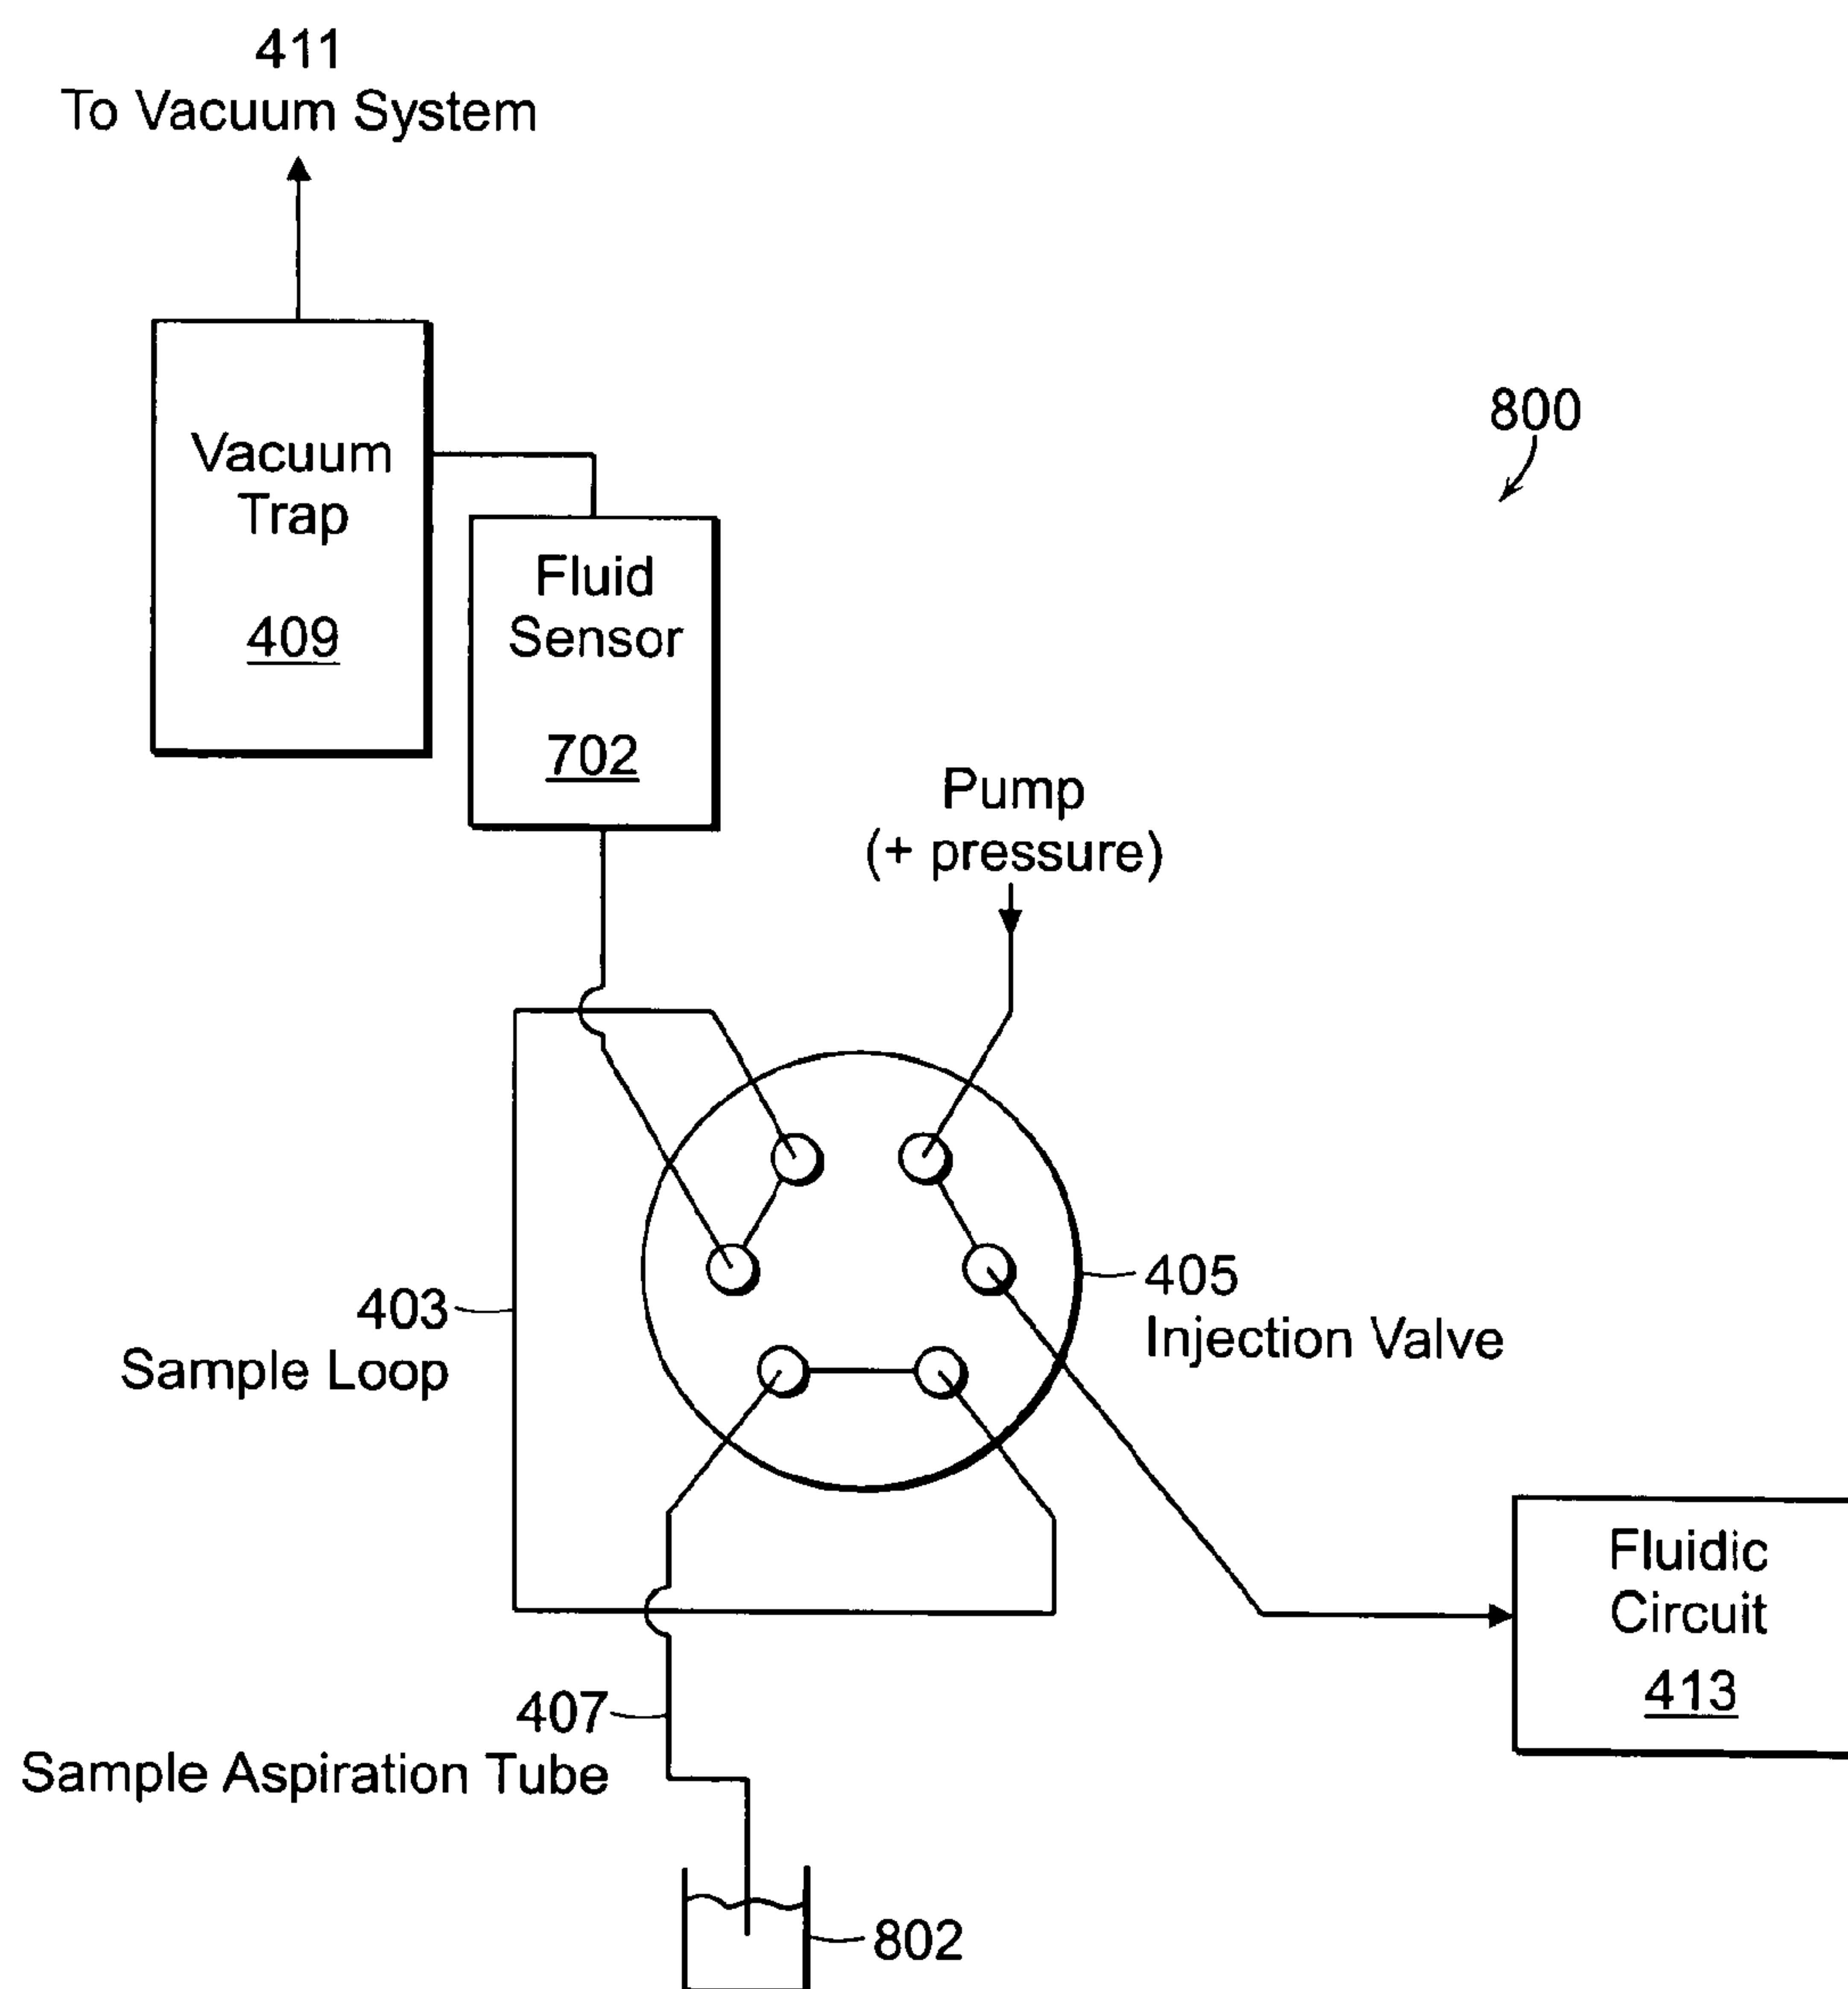 411
To Vacuum System
800
Vacuum
Trap
409
Fluid
Sensor
702
Pump
(+ pressure)
403
Sample Loop
405
Injection Valve
Fluidic
Circuit
413
407
Sample Aspiration Tube
802